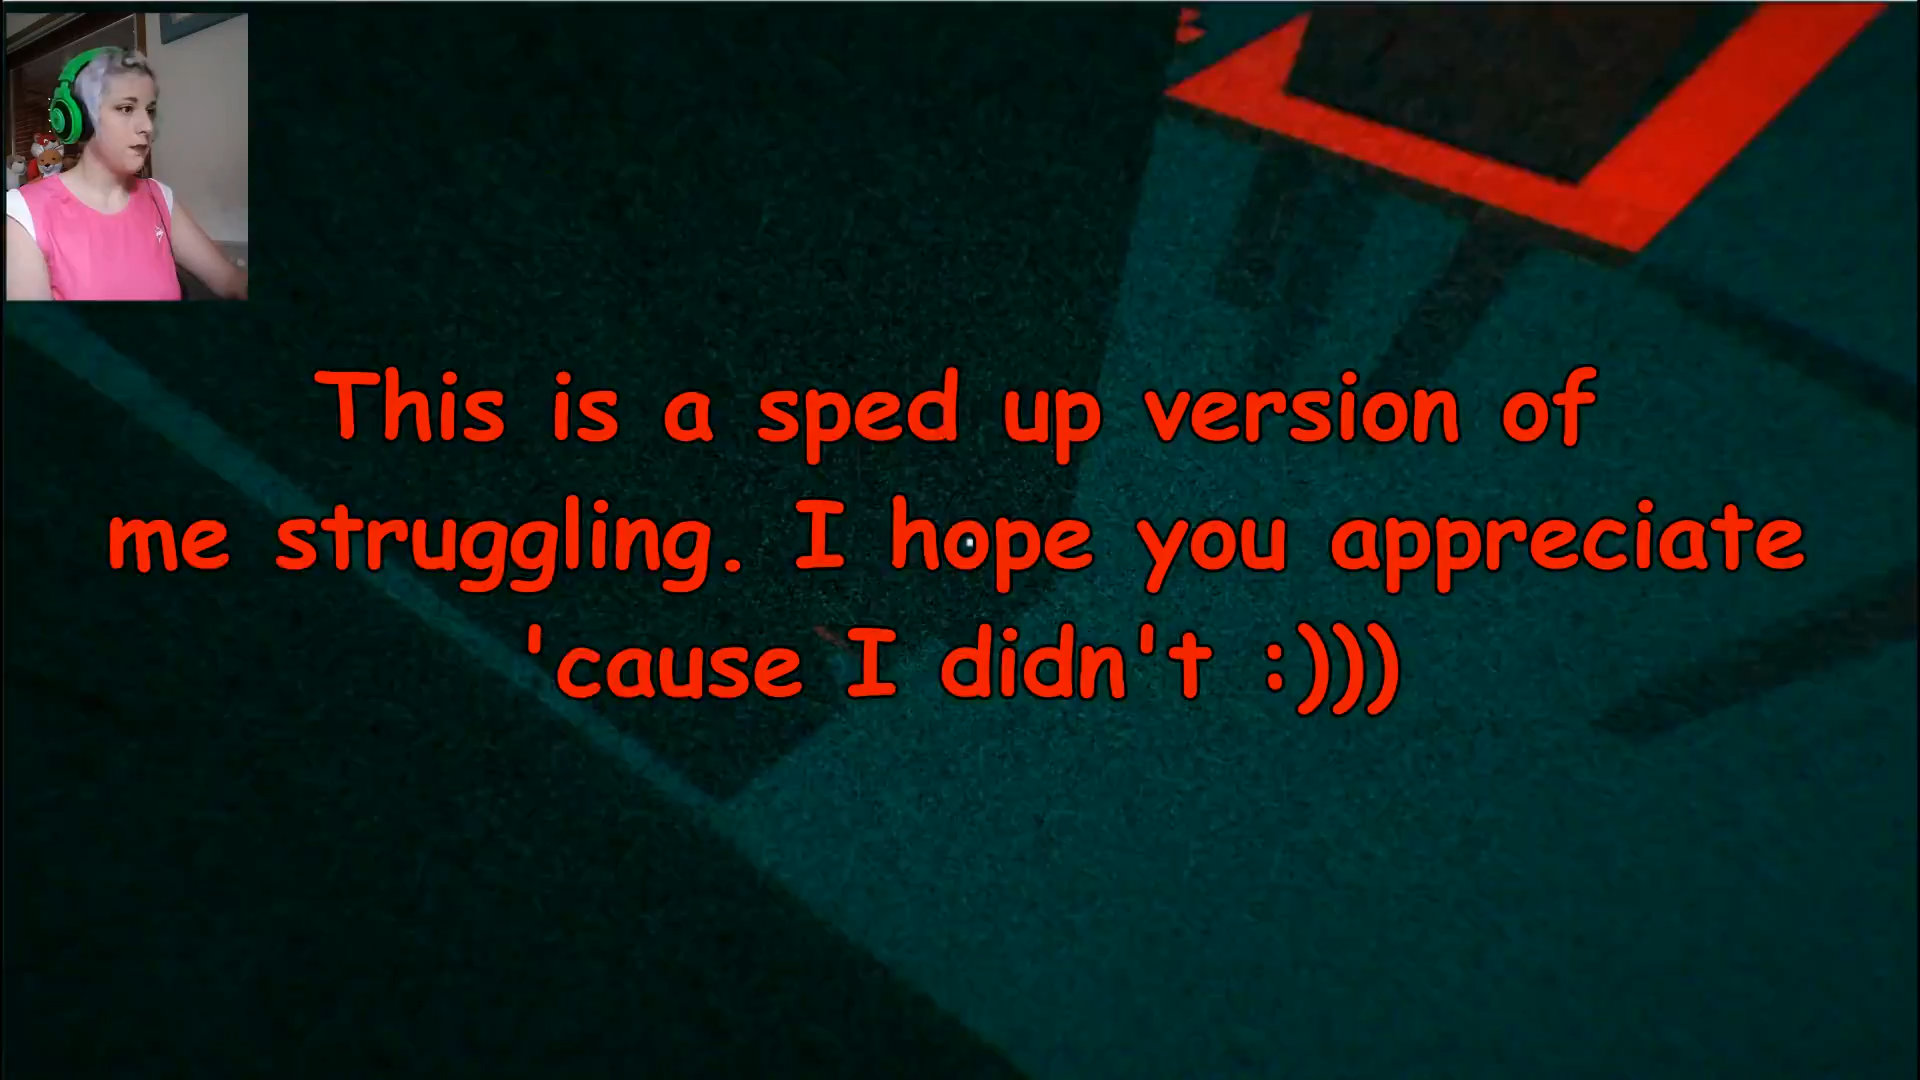 This is a sped up version of
me struggling. I hope you appreciate
'cause I didn't :)))